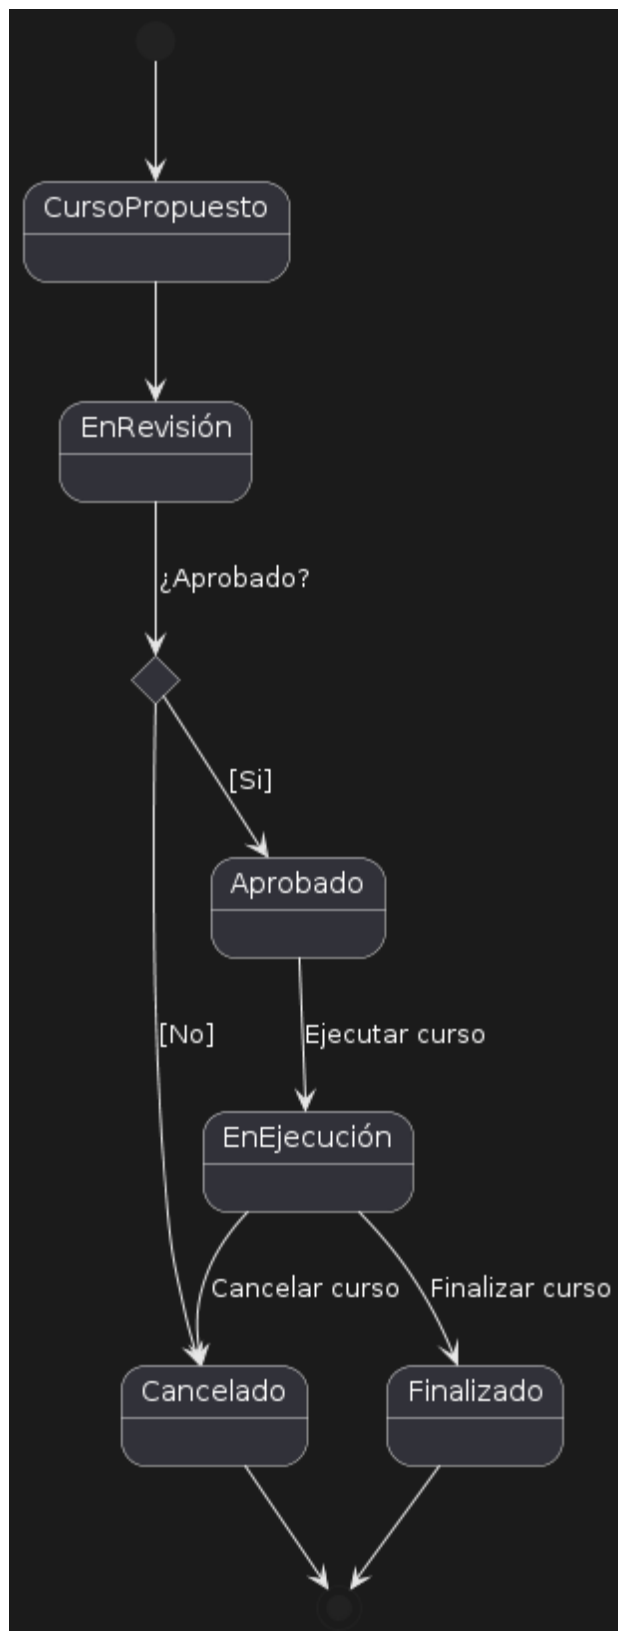 CursoPropuesto
EnRevisión
¿Aprobado?
[Si]
Aprobado
[No]
Ejecutar curso
EnEjecución
Cancelar curso
Finalizar curso
Cancelado
Finalizado